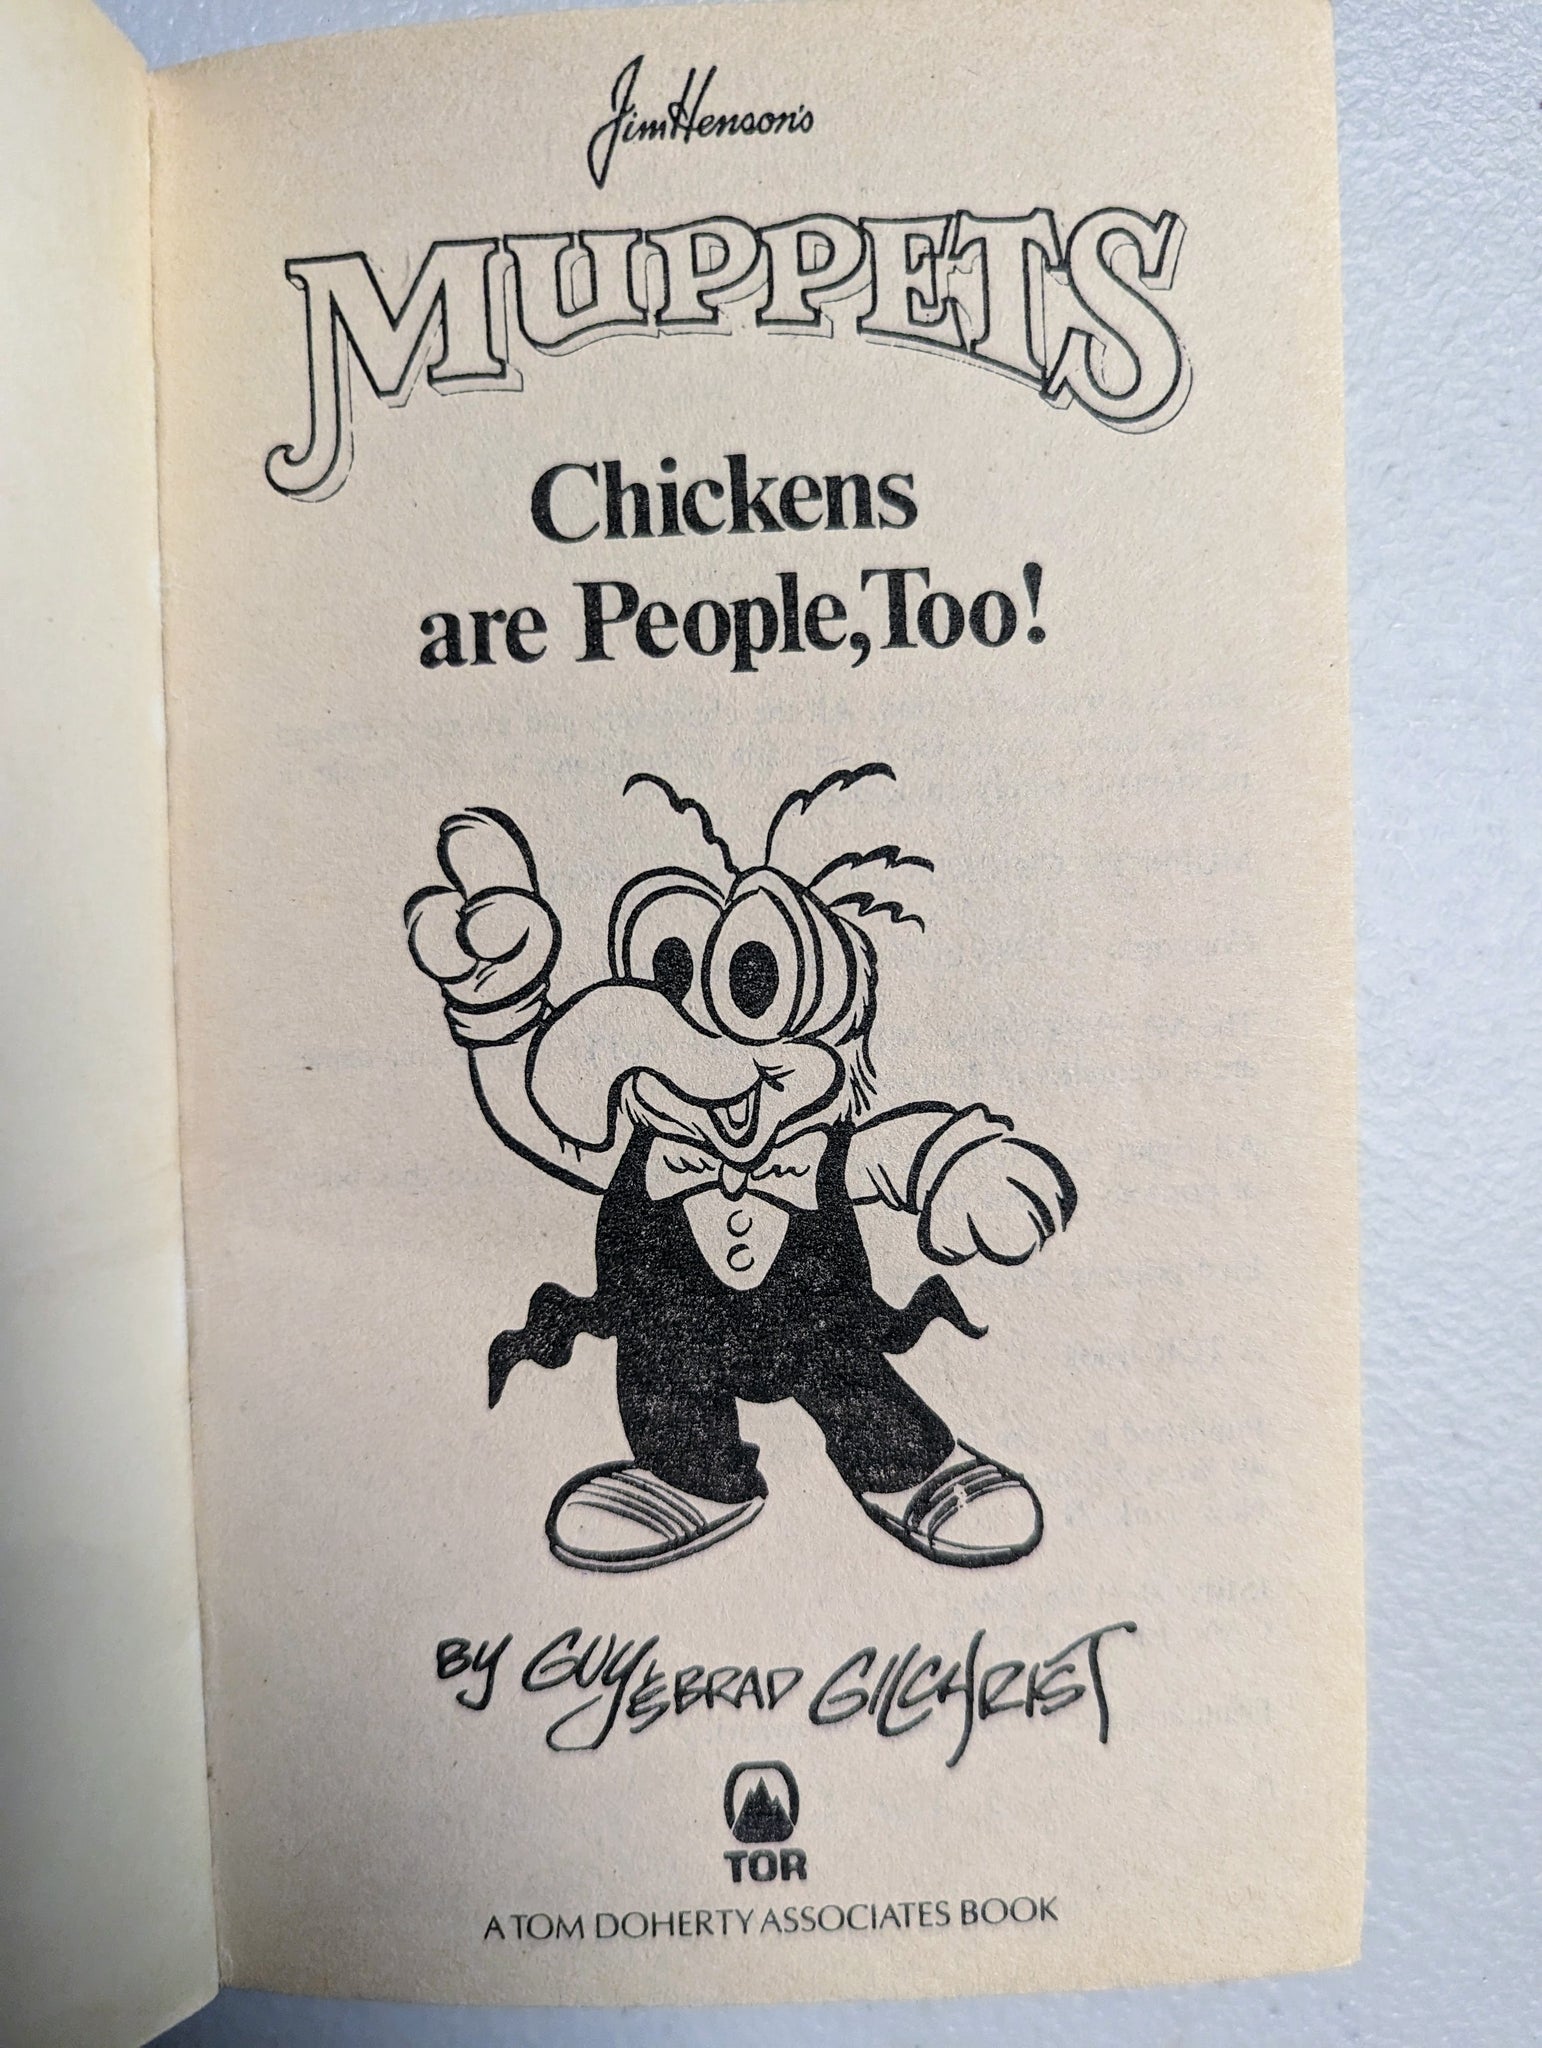 Jim Henson's
MUPPETS
Chickens
are People, Too!
BY GUY & BRAD GILCHRIST
TOR
A TOM DOHERTY ASSOCIATES BOOK